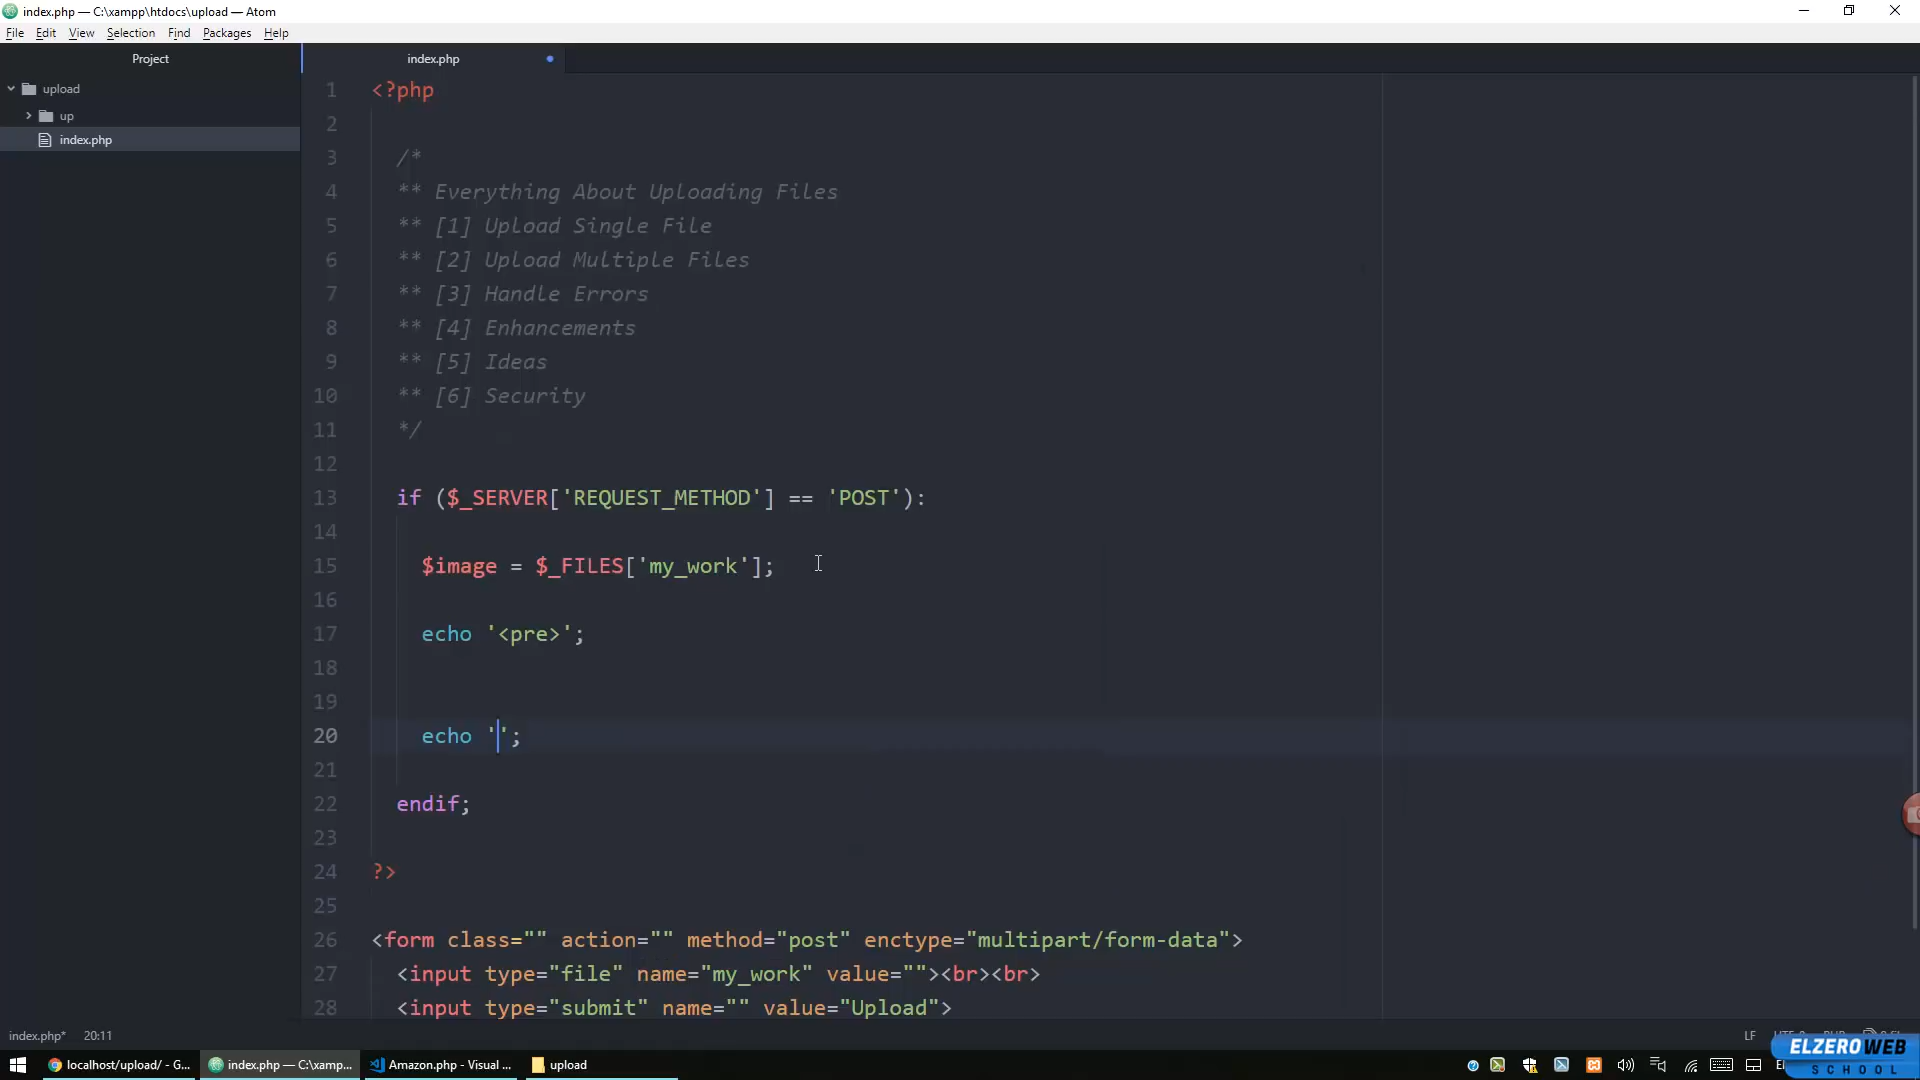 index.php — C:\xampp\htdocs\upload — Atom
File Edit View Selection Find Packages Help
Project
index.php
upload
up
index.php
1 <?php
2
3 /*
4 ** Everything About Uploading Files
5 ** [1] Upload Single File
6 ** [2] Upload Multiple Files
7 ** [3] Handle Errors
8 ** [4] Enhancements
9 ** [5] Ideas
10 ** [6] Security
11 */
12
13 if ($_SERVER['REQUEST_METHOD'] == 'POST'):
14
15 $image = $_FILES['my_work'];
16
17 echo '<pre>';
18
19
20 echo '';
21
22 endif;
23
24 ?>
25
26 <form class="" action="" method="post" enctype="multipart/form-data">
27 <input type="file" name="my_work" value=""><br><br>
28 <input type="submit" name="" value="Upload">
index.php* 20:11
LF
ELZEROWEB
SCHOOL
localhost/upload/ - G...
index.php — C:\xamp...
Amazon.php - Visual ...
upload